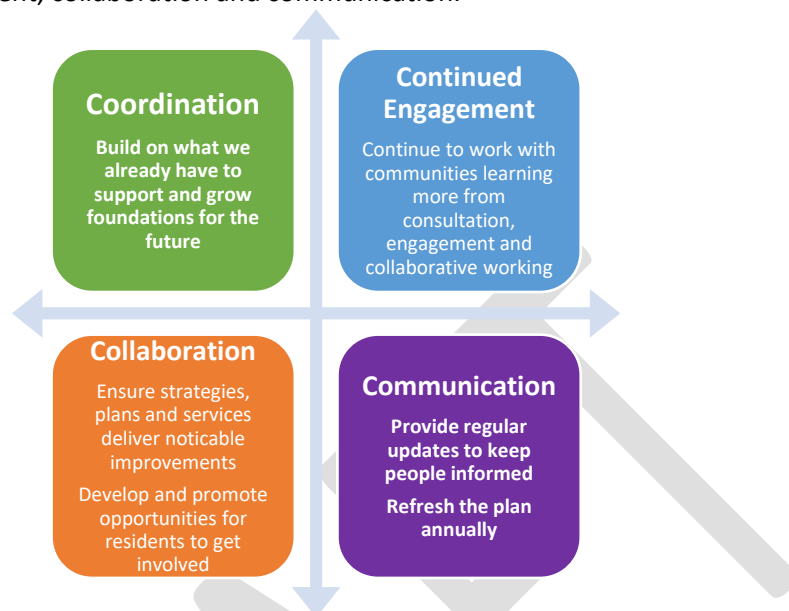 ent, collaboration and communication.
Coordination
Build on what we
already have to
support and grow
foundations for the
future
Continued
Engagement
Continue to work with
communities learning
more from
consultation,
engagement and
collaborative working
Collaboration
Ensure strategies,
plans and services
deliver noticable
improvements
Develop and promote
opportunities for
residents to get
involved
Communication
Provide regular
updates to keep
people informed
Refresh the plan
annually